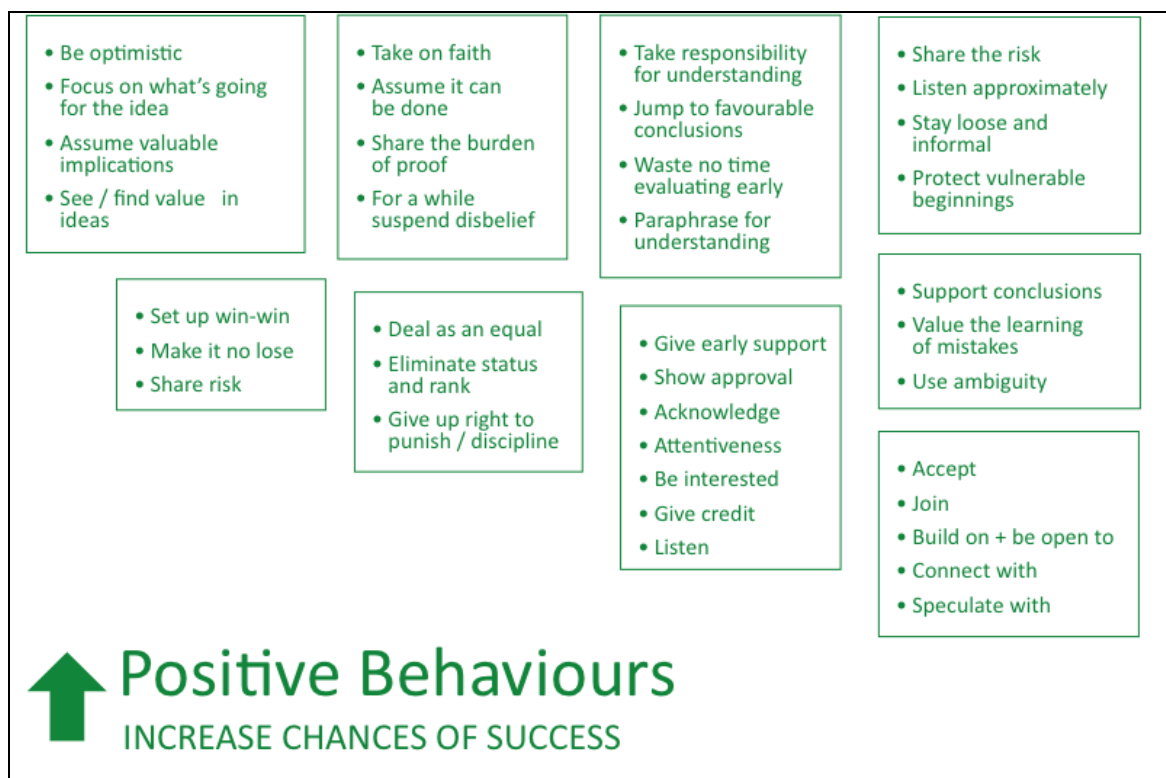 • Be optimistic
• Focus on what's going
for the idea
• Assume valuable
implications
• See / find value in
ideas
• Take on faith
• Assume it can
be done
• Share the burden
of proof
• For a while
suspend disbelief
• Take responsibility
for understanding
• Jump to favourable
conclusions
• Waste no time
evaluating early
• Paraphrase for
understanding
• Share the risk
• Listen approximately
• Stay loose and
informal
• Protect vulnerable
beginnings
• Set up win-win
• Make it no lose
• Share risk
• Deal as an equal
• Eliminate status
and rank
• Give up right to
punish / discipline
• Give early support
• Show approval
• Acknowledge
• Attentiveness
• Be interested
• Give credit
• Listen
• Support conclusions
• Value the learning
of mistakes
• Use ambiguity
• Accept
• Join
• Build on + be open to
• Connect with
• Speculate with
Positive Behaviours
INCREASE CHANCES OF SUCCESS